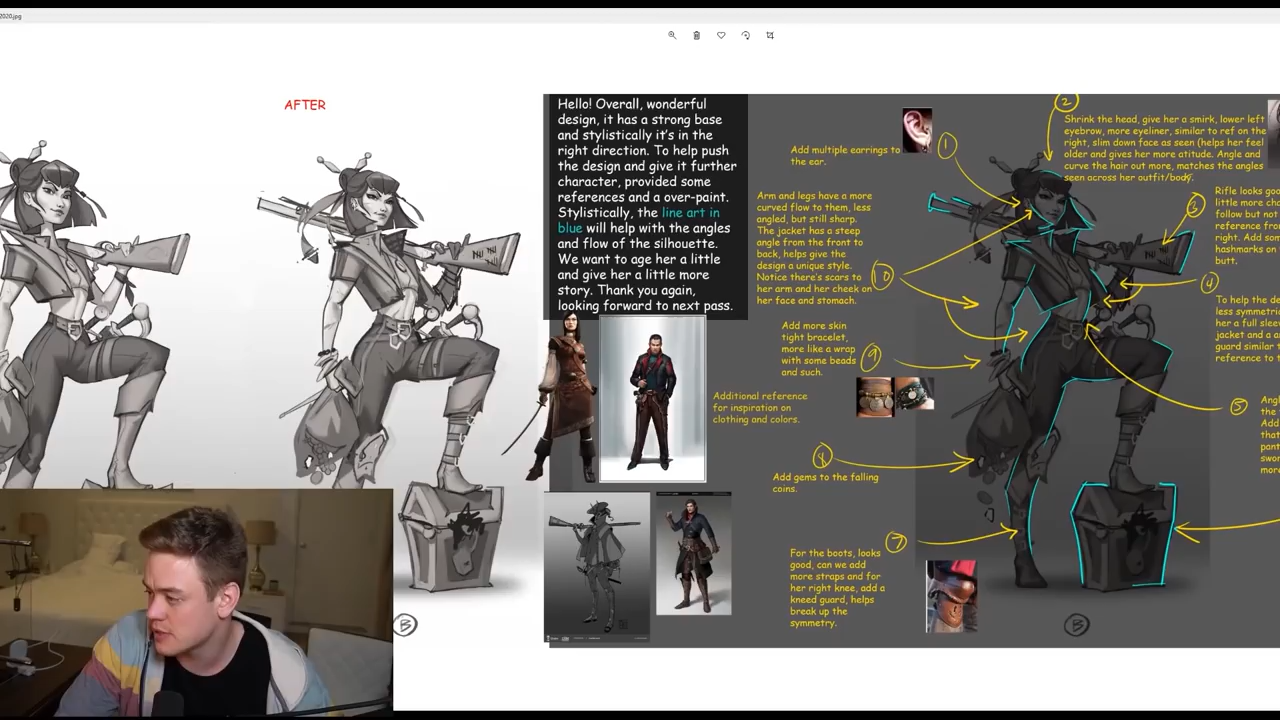 2020.jpg
AFTER
Hello! Overall, wonderful
design, it has a strong base
and stylistically it's in the
right direction. To help push
the design and give it further
character, provided some
references and a over-paint.
Stylistically, the line art in
blue will help with the angles
and flow of the silhouette.
We want to age her a little
and give her a little more
story. Thank you again,
looking forward to next pass.
Additional reference
for inspiration on
clothing and colors.
1
Add multiple earrings to
the ear.
2
Shrink the head, give her a smirk, lower left
eyebrow, more eyeliner, similar to ref on the
right, slim down face as seen (helps her feel
older and gives her more atitude. Angle and
curve the hair out more, matches the angles
seen across her outfit/body.
3
Rifle looks goo
little more cha
follow but not
reference from
right. Add som
hashmarks on
butt.
4
To help the de
less symmetri
her a full slee
jacket and a a
guard similar t
reference to t
5
Angl
the
Add
that
pant
swor
more
7
For the boots, looks
good, can we add
more straps and for
her right knee, add a
kneed guard, helps
break up the
symmetry.
8
Add gems to the falling
coins.
9
Add more skin
tight bracelet,
more like a wrap
with some beads
and such.
10
Arm and legs have a more
curved flow to them, less
angled, but still sharp.
The jacket has a steep
angle from the front to
back, helps give the
design a unique style.
Notice there's scars to
her arm and her cheek on
her face and stomach.
B
B